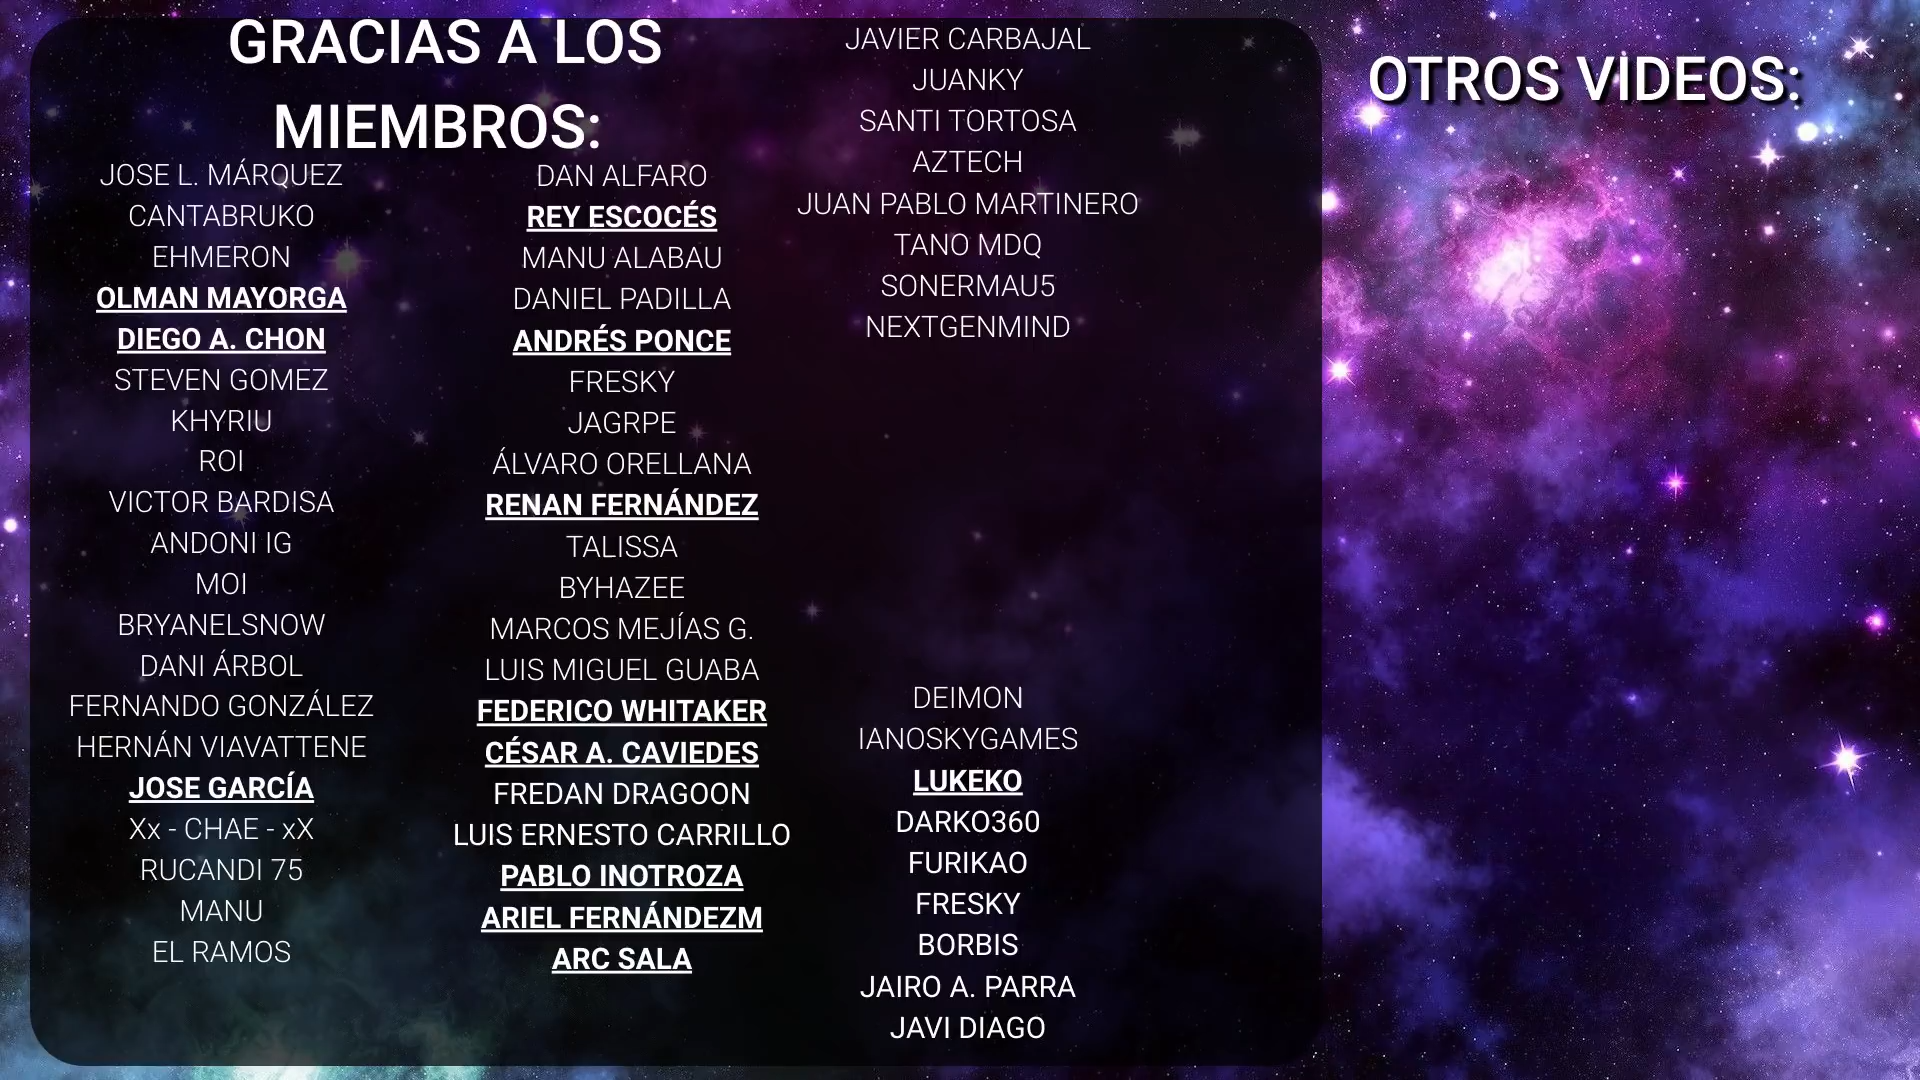 GRACIAS A LOS
MIEMBROS:
JOSE L. MÁRQUEZ
CANTABRUKO
EHMERON
OLMAN MAYORGA
DIEGO A. CHON
STEVEN GOMEZ
KHYRIU
ROI
VICTOR BARDISA
ANDONI IG
MOI
BRYANELSNOW
DANI ÁRBOL
FERNANDO GONZÁLEZ
HERNÁN VIAVATTENE
JOSE GARCÍA
Xx - CHAE - xX
RUCANDI 75
MANU
EL RAMOS
DAN ALFARO
REY ESCOCÉS
MANU ALABAU
DANIEL PADILLA
ANDRÉS PONCE
FRESKY
JAGRPE
ÁLVARO ORELLANA
RENAN FERNÁNDEZ
TALISSA
BYHAZEE
MARCOS MEJÍAS G.
LUIS MIGUEL GUABA
FEDERICO WHITAKER
CÉSAR A. CAVIEDES
FREDAN DRAGOON
LUIS ERNESTO CARRILLO
PABLO INOTROZA
ARIEL FERNÁNDEZM
ARC SALA
JAVIER CARBAJAL
JUANKY
SANTI TORTOSA
AZTECH
JUAN PABLO MARTINERO
TANO MDQ
SONERMAU5
NEXTGENMIND
DEIMON
IANOSKYGAMES
LUKEKO
DARKO360
FURIKAO
FRESKY
BORBIS
JAIRO A. PARRA
JAVI DIAGO
OTROS VIDEOS: